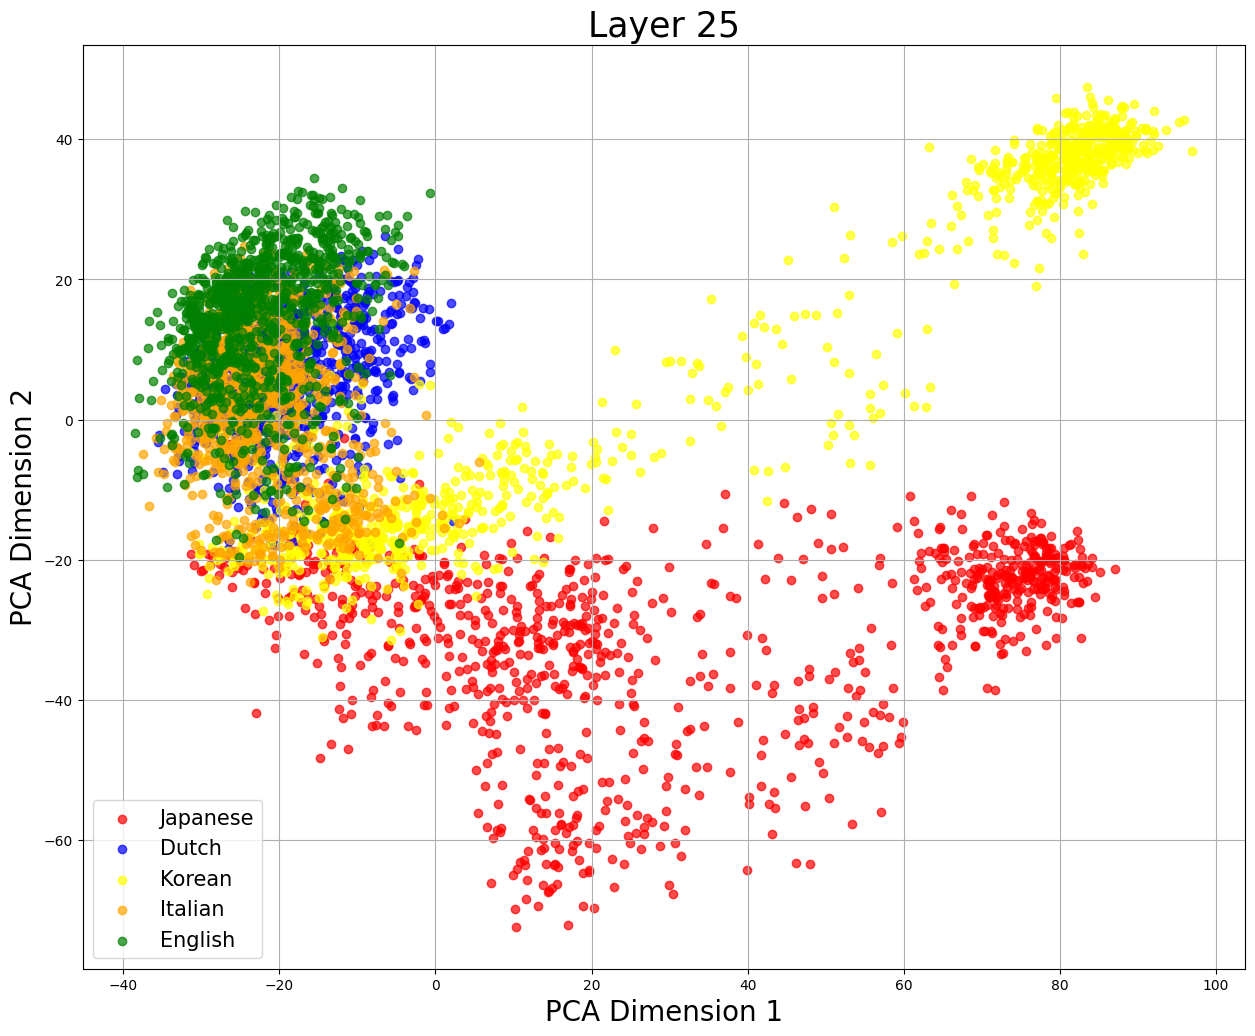 Layer 25
40
20
0
−20
−40
−60
PCA Dimension 2
Japanese
Dutch
Korean
Italian
English
−40 −20 0 20 40 60 80 100
PCA Dimension 1